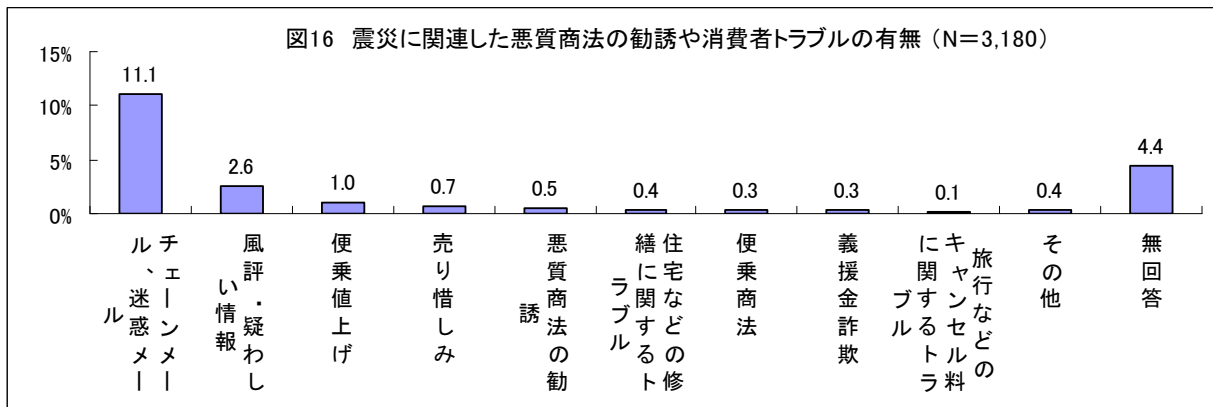 図16 震災に関連した悪質商法の勧誘や消費者トラブルの有無（N＝3,180）
15%
10%
5%
0%
11.1
2.6
1.0
0.7
0.5
0.4
0.3
0.3
0.1
0.4
4.4
チェーンメー
ル、迷惑メー
ル
風評・疑わし
い情報
便乗値上げ
売り惜しみ
悪質商法の勧
誘
住宅などの修
繕に関するト
ラブル
便乗商法
義援金詐欺
旅行などの
キャンセル料
に関するトラ
ブル
その他
無回答